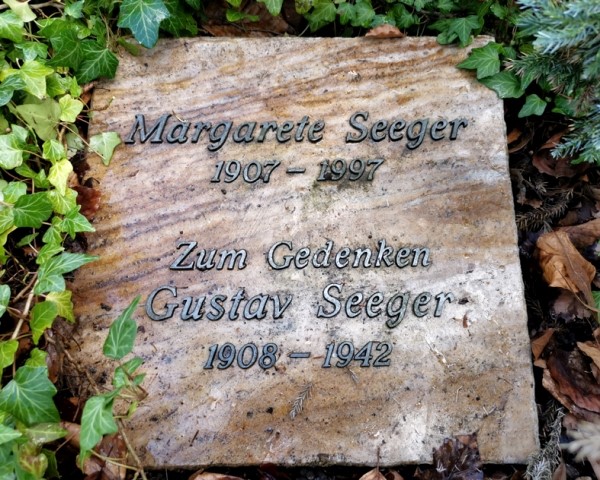 Margarete Seeger
1907 – 1997
Zum Gedenken
Gustav Seeger
1908 – 1942